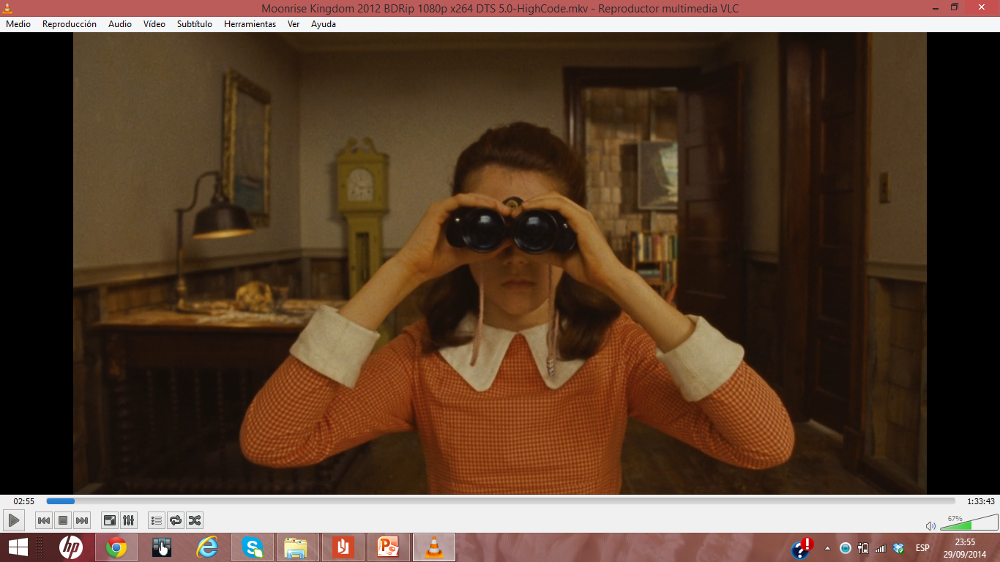 Moonrise Kingdom 2012 BDRip 1080p x264 DTS 5.0-HighCode.mkv - Reproductor multimedia VLC
Medio Reproducción Audio Vídeo Subtítulo Herramientas Ver Ayuda
02:55 1:33:43
67%
ESP
23:55
29/09/2014